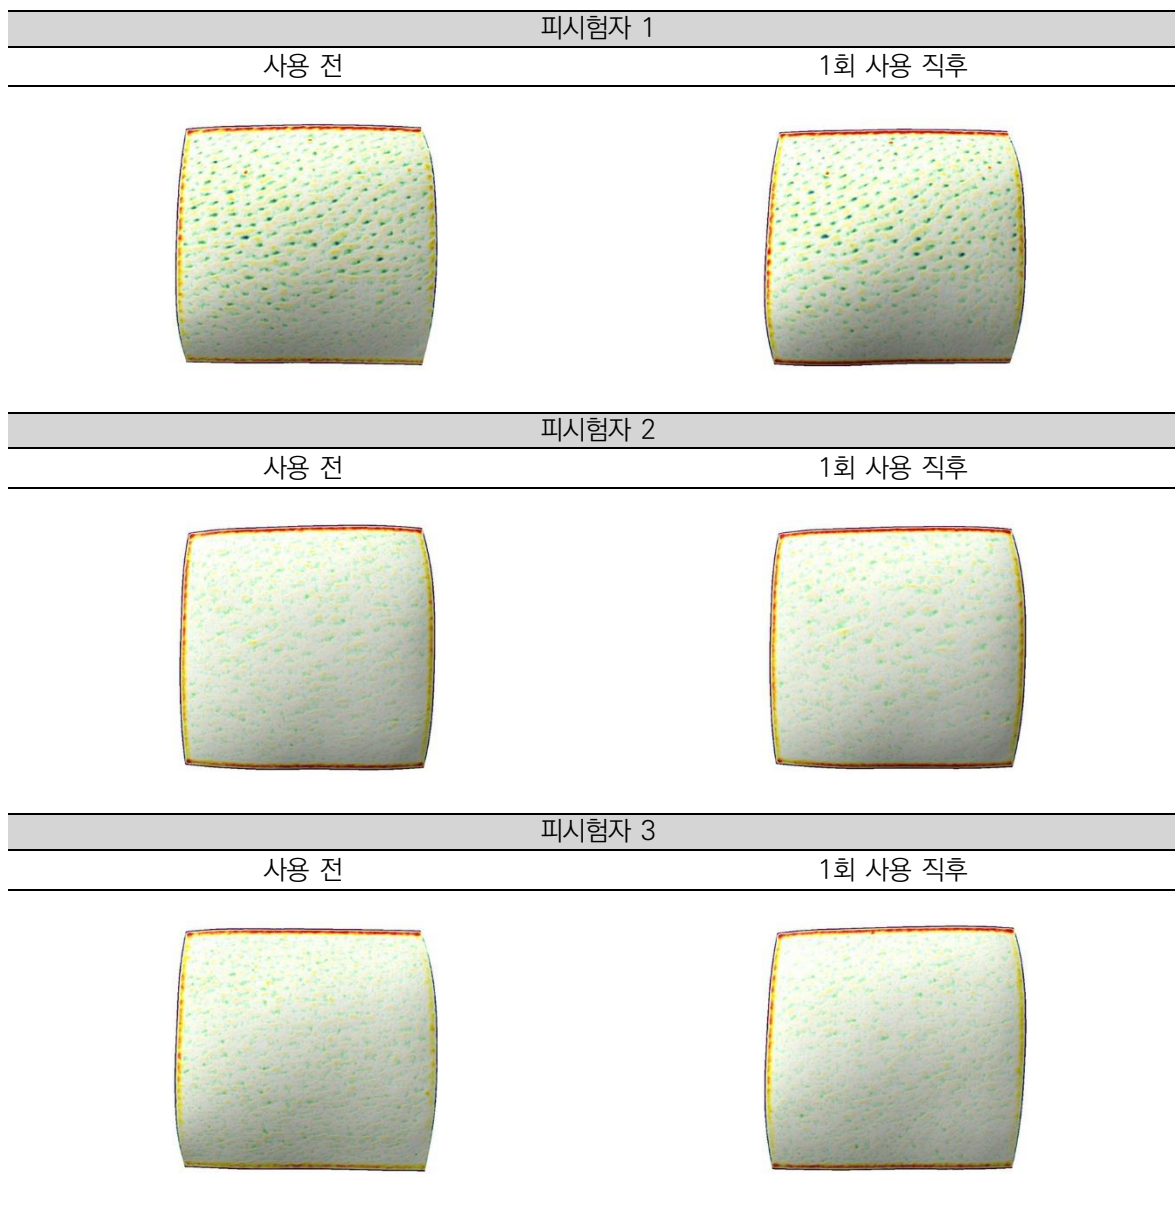 피시험자 1
사용 전 1회 사용 직후
피시험자 2
사용 전 1회 사용 직후
피시험자 3
사용 전 1회 사용 직후